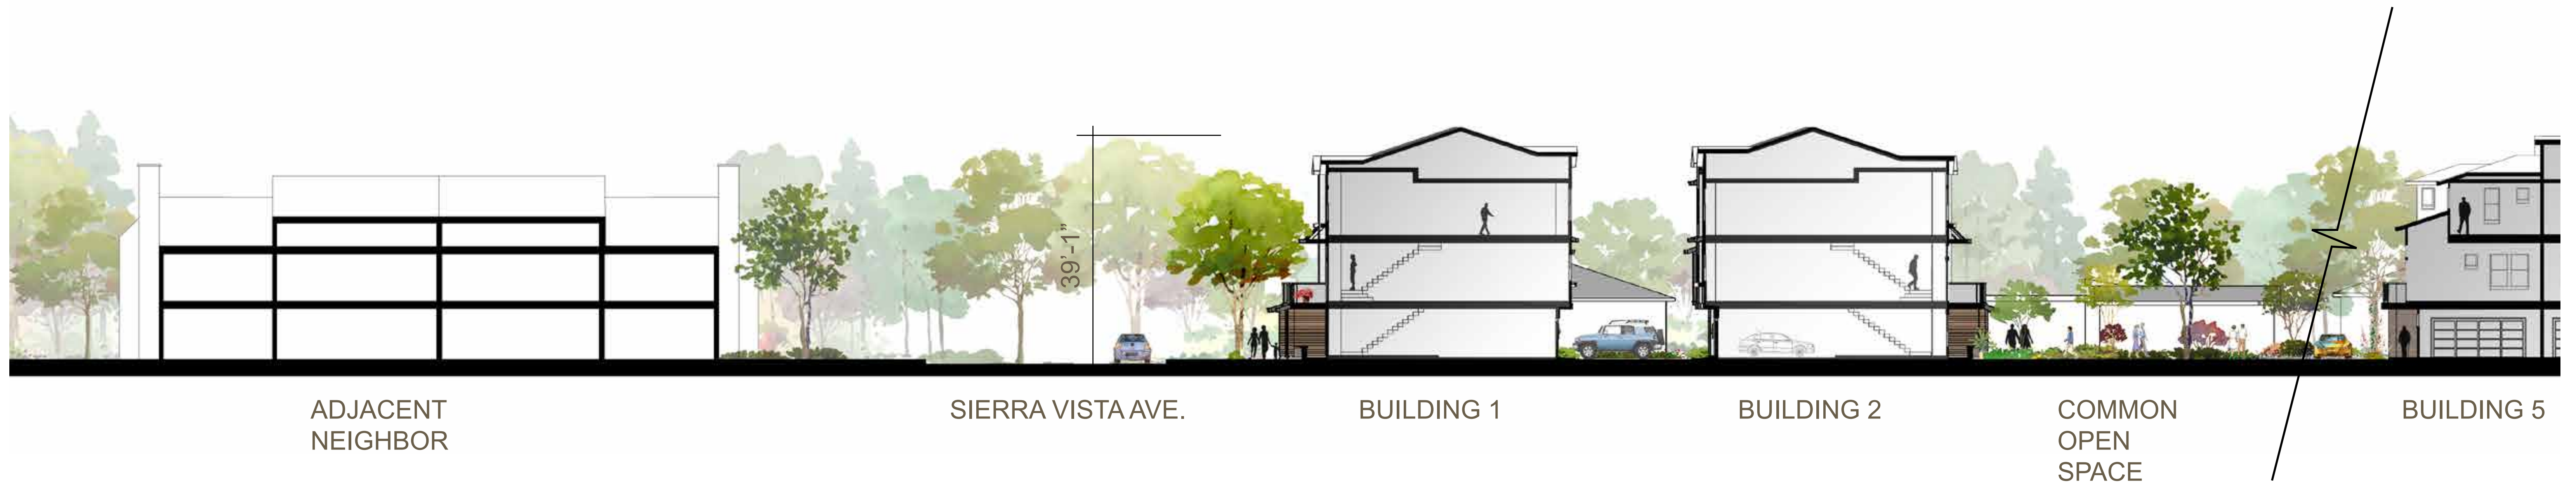 39'-1"
ADJACENT
NEIGHBOR
SIERRA VISTA AVE.
BUILDING 1
BUILDING 2
COMMON
OPEN
SPACE
BUILDING 5